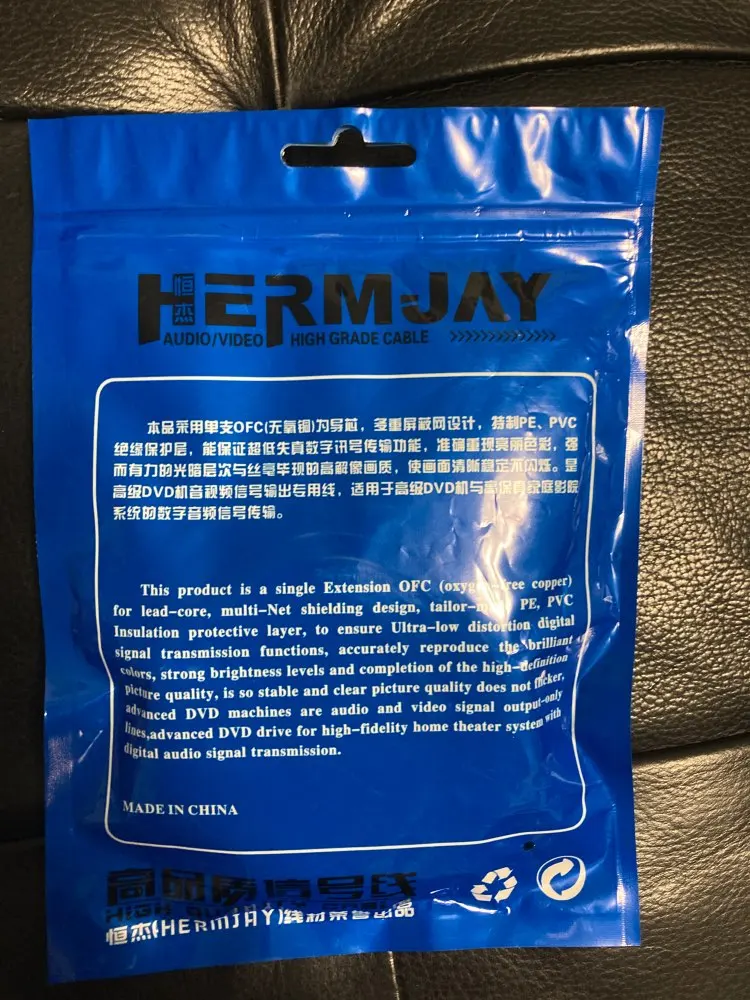 恒杰
HERMJAY
AUDIO/VIDEO HIGH GRADE CABLE
本品采用单支OFC(无氧铜)为导芯，多重屏蔽网设计，特制PE、PVC
绝缘保护层，能保证超低失真数字讯号传输功能，准确重现亮丽色彩，强
而有力的光暗层次与丝毫毕现的高解像画质，使画面清晰稳定不闪烁。是
高级DVD机音视频信号输出专用线，适用于高级DVD机与高保真家庭影院
系统的数字音频信号传输。
This product is a single Extension OFC (oxygen-free copper)
for lead-core, multi-Net shielding design, PE, PVC
Insulation protective layer, to ensure Ultra-low distortion digital
signal transmission functions, accurately reproduce the brilliant
colors, strong brightness levels and completion of the high-definition
picture quality, is so stable and clear picture quality does not flicker,
advanced DVD machines are audio and video signal output-only
lines,advanced DVD drive for high-fidelity home theater system with
digital audio signal transmission.
MADE IN CHINA
高品质信号线
HIGH
恒杰(HERMJAY)线材荣誉出品